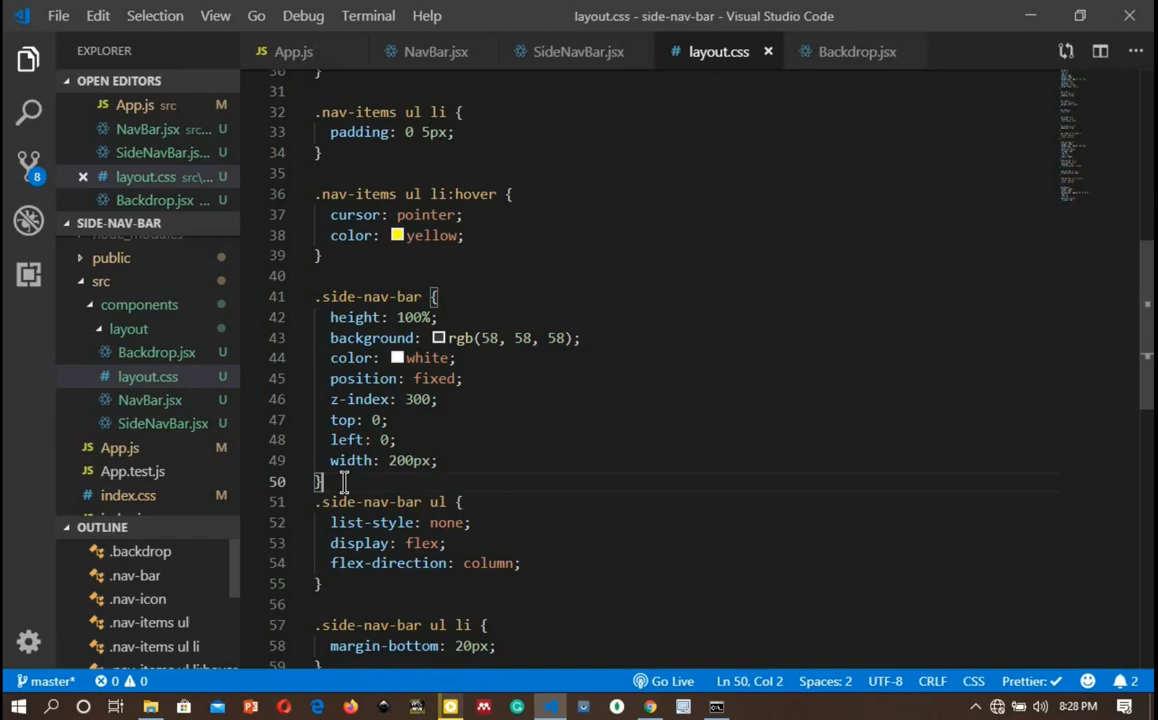 File Edit Selection View Go Debug Terminal Help
layout.css - side-nav-bar - Visual Studio Code
EXPLORER
OPEN EDITORS
App.js src M
NavBar.jsx src... U
SideNavBar.js... U
layout.css src\... U
Backdrop.jsx ... U
SIDE-NAV-BAR
node_modules
public
src
components
layout
Backdrop.jsx U
layout.css U
NavBar.jsx U
SideNavBar.jsx U
App.js M
App.test.js
index.css
OUTLINE
.backdrop
.nav-bar
.nav-icon
.nav-items ul
.nav-items ul li
App.js
NavBar.jsx
SideNavBar.jsx
layout.css
Backdrop.jsx
30 }
31
32 .nav-items ul li {
33 padding: 0 5px;
34 }
35
36 .nav-items ul li:hover {
37 cursor: pointer;
38 color: yellow;
39 }
40
41 .side-nav-bar {
42 height: 100%;
43 background: rgb(58, 58, 58);
44 color: white;
45 position: fixed;
46 z-index: 300;
47 top: 0;
48 left: 0;
49 width: 200px;
50 }
51 .side-nav-bar ul {
52 list-style: none;
53 display: flex;
54 flex-direction: column;
55 }
56
57 .side-nav-bar ul li {
58 margin-bottom: 20px;
59 }
8
master* 0 0
Go Live
Ln 50, Col 2
Spaces: 2
UTF-8
CRLF
CSS
Prettier: ✓
2
8:28 PM